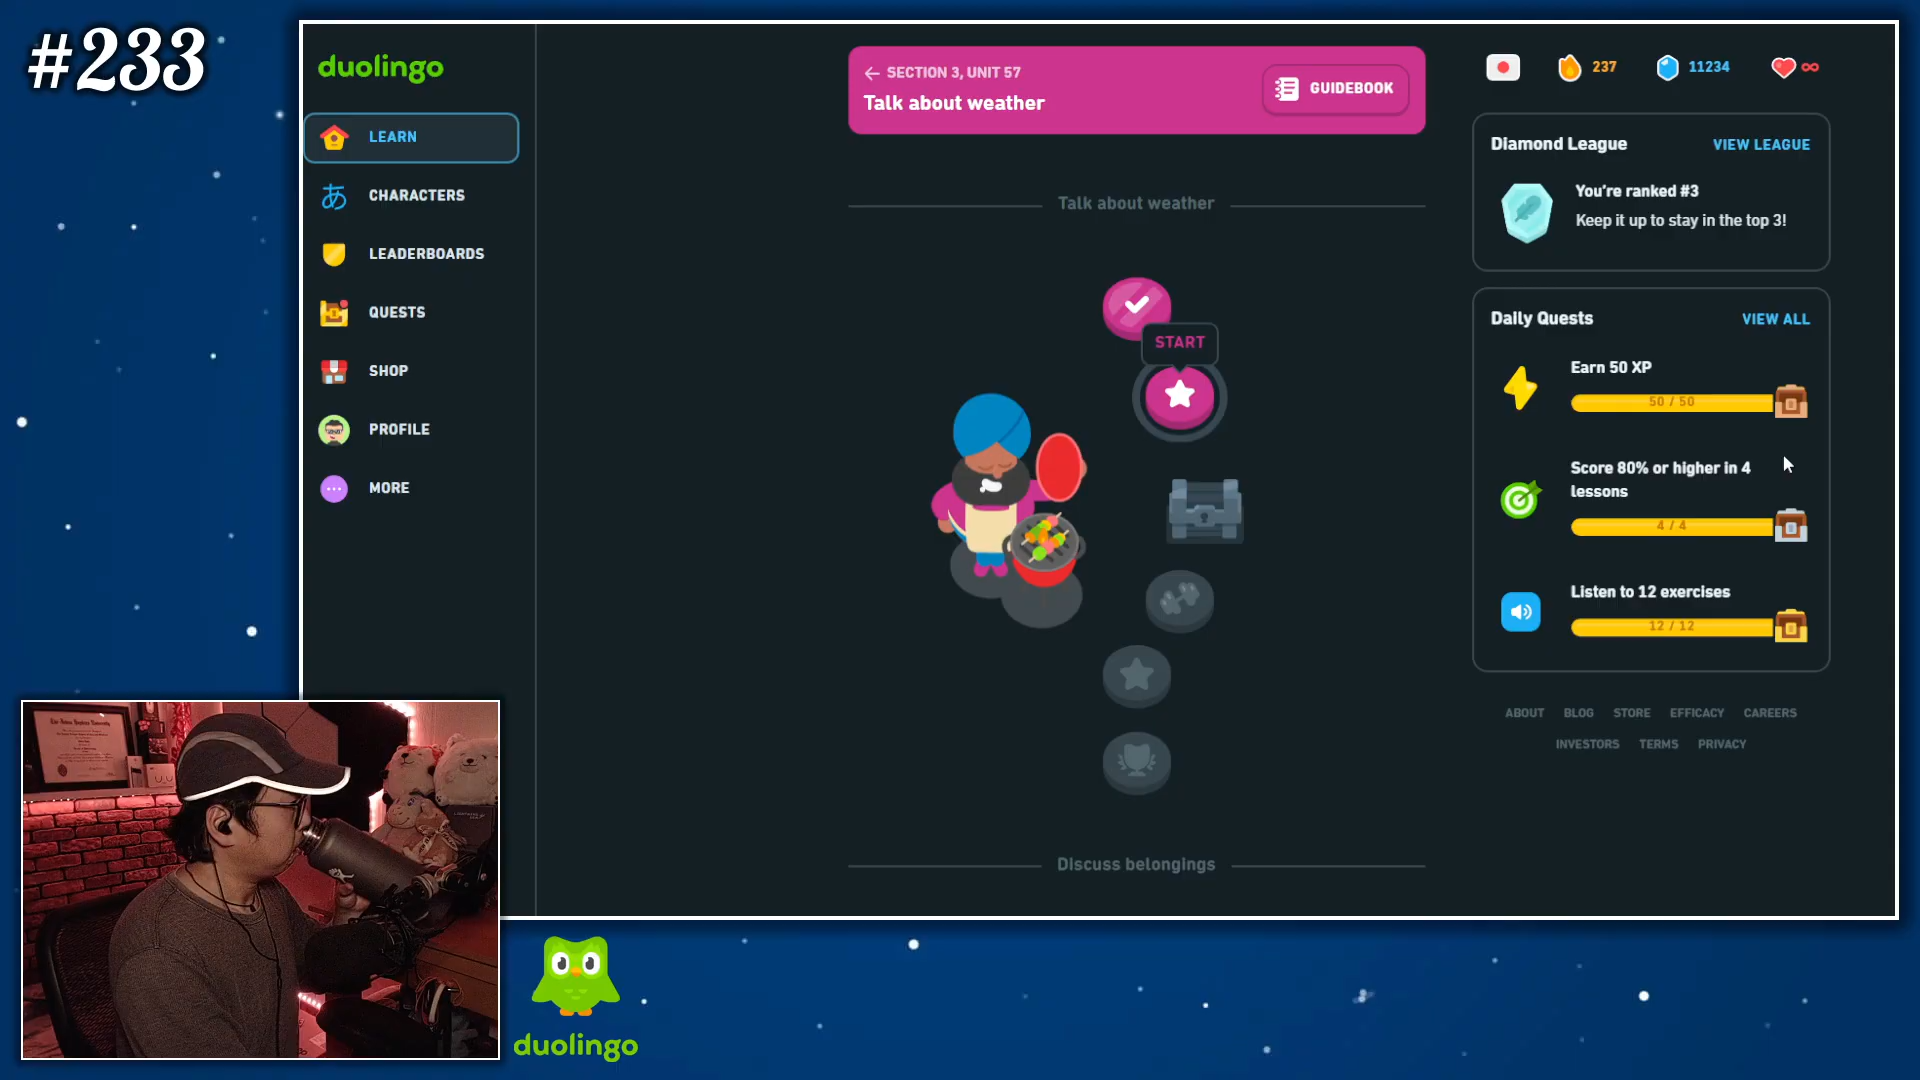 #233
duolingo
LEARN
あ
CHARACTERS
LEADERBOARDS
QUESTS
SHOP
PROFILE
MORE
SECTION 3, UNIT 57
Talk about weather
GUIDEBOOK
Talk about weather
START
Discuss belongings
237
11234
∞
Diamond League
VIEW LEAGUE
You're ranked #3
Keep it up to stay in the top 3!
Daily Quests
VIEW ALL
Earn 50 XP
50 / 50
Score 80% or higher in 4
lessons
4 / 4
Listen to 12 exercises
12 / 12
ABOUT BLOG STORE EFFICACY CAREERS
INVESTORS TERMS PRIVACY
duolingo